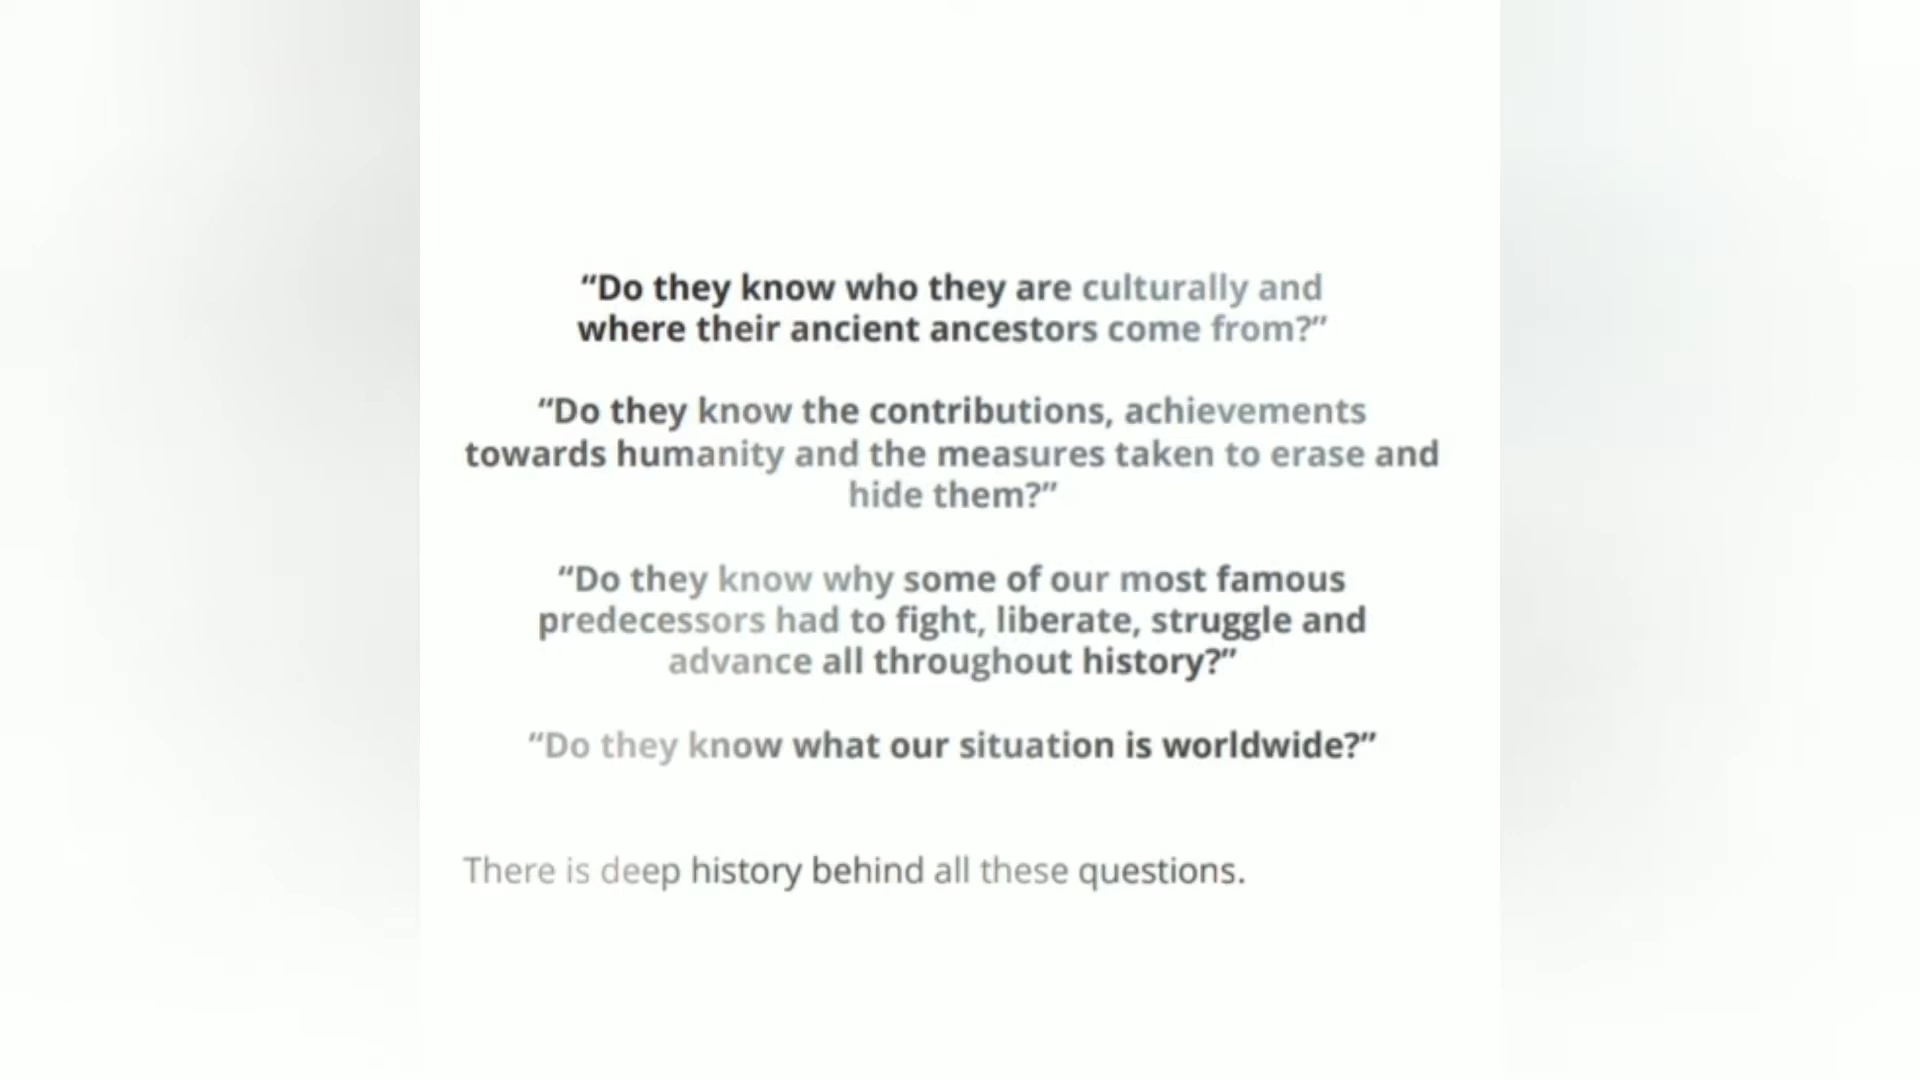 “Do they know who they are culturally and
where their ancient ancestors come from?”
“Do they know the contributions, achievements
towards humanity and the measures taken to erase and
hide them?”
“Do they know why some of our most famous
predecessors had to fight, liberate, struggle and
advance all throughout history?”
“Do they know what our situation is worldwide?”
There is deep history behind all these questions.